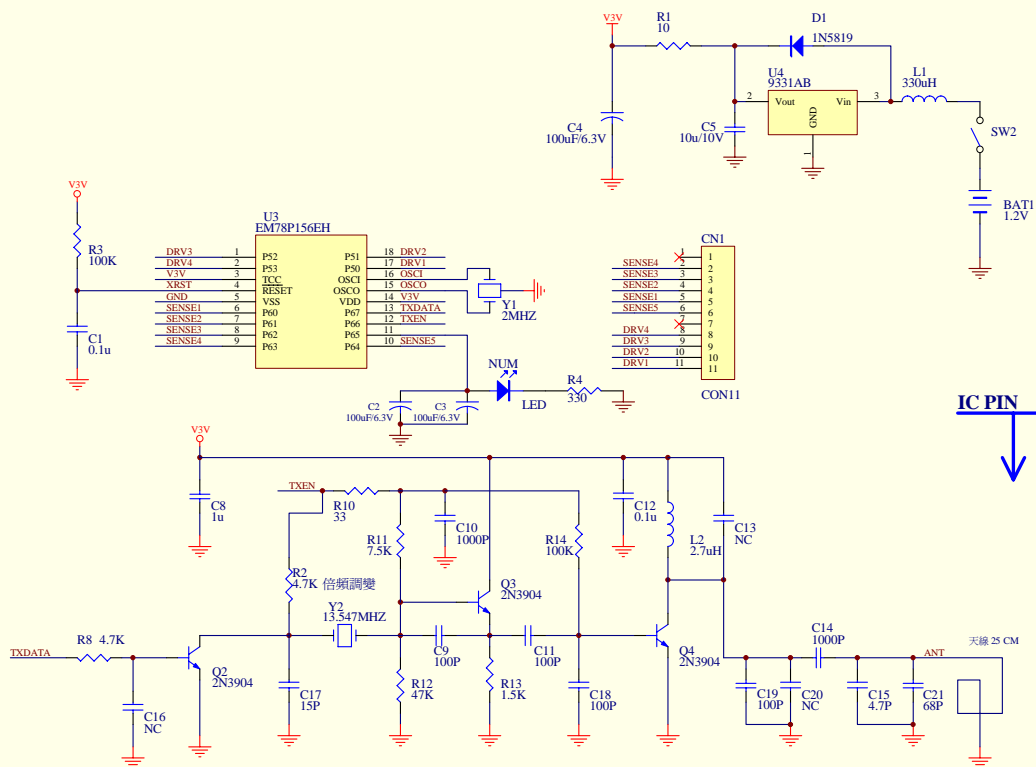 V3V
R1
10
D1
1N5819
U4
9331AB
2
Vout
Vin
3
GND
1
L1
330uH
C4
100uF/6.3V
C5
10u/10V
SW2
BAT1
1.2V
V3V
R3
100K
C1
0.1u
U3
EM78P156EH
DRV3 1 P52 P51 18 DRV2
DRV4 2 P53 P50 17 DRV1
V3V 3 TCC OSCI 16 OSCI
XRST 4 RESET OSCO 15 OSCO
GND 5 VSS VDD 14 V3V
SENSE1 6 P60 P67 13 TXDATA
SENSE2 7 P61 P66 12 TXEN
SENSE3 8 P62 P65 11
SENSE4 9 P63 P64 10 SENSE5
Y1
2MHZ
CN1
1 1
SENSE4 2 2
SENSE3 3 3
SENSE2 4 4
SENSE1 5 5
SENSE5 6 6
7 7
DRV4 8 8
DRV3 9 9
DRV2 10 10
DRV1 11 11
CON11
NUM
LED
R4
330
C2
100uF/6.3V
C3
100uF/6.3V
IC PIN
V3V
C8
1u
TXEN
R10
33
R11
7.5K
C10
1000P
R14
100K
C12
0.1u
L2
2.7uH
C13
NC
R2
4.7K 倍頻調變
Y2
13.547MHZ
Q3
2N3904
TXDATA
R8 4.7K
Q2
2N3904
C16
NC
C17
15P
R12
47K
C9
100P
R13
1.5K
C11
100P
C18
100P
Q4
2N3904
C14
1000P
C19
100P
C20
NC
C15
4.7P
C21
68P
ANT
天線 25 CM